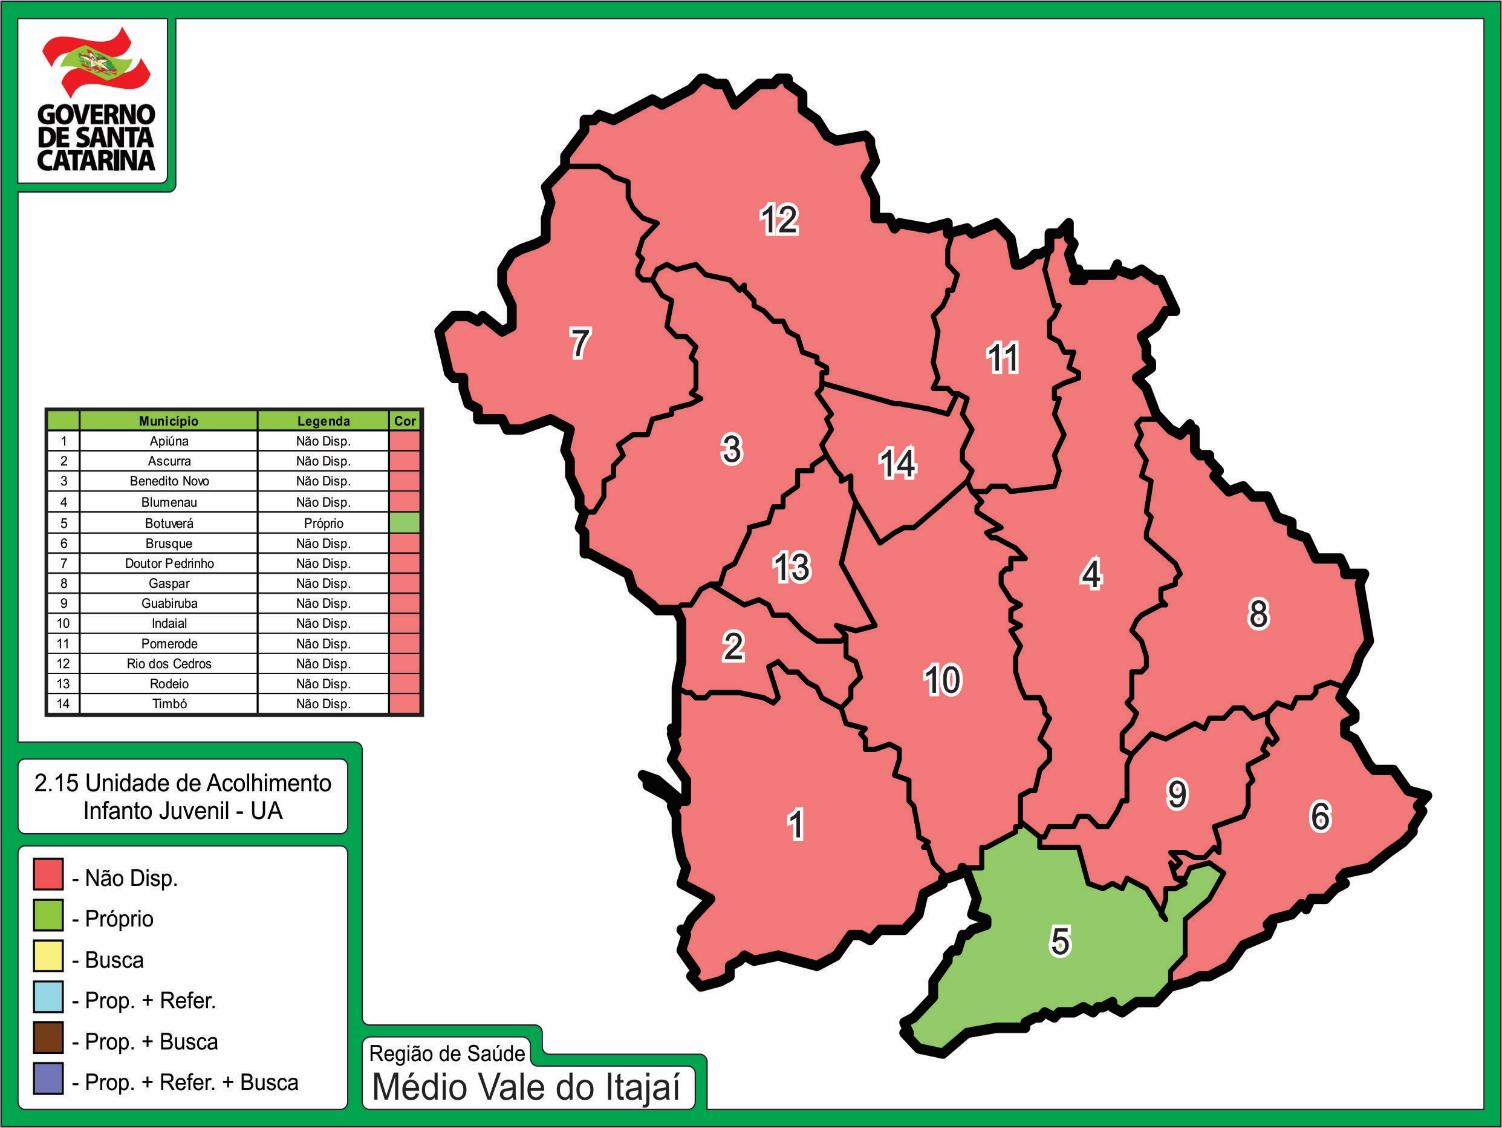 GOVERNO
DE SANTA
CATARINA
12
7
11
3
14
13
4
8
2
10
9
1
6
5
Município Legenda Cor
1 Apiúna Não Disp.
2 Ascurra Não Disp.
3 Benedito Novo Não Disp.
4 Blumenau Não Disp.
5 Botuverá Próprio
6 Brusque Não Disp.
7 Doutor Pedrinho Não Disp.
8 Gaspar Não Disp.
9 Guabiruba Não Disp.
10 Indaial Não Disp.
11 Pomerode Não Disp.
12 Rio dos Cedros Não Disp.
13 Rodeio Não Disp.
14 Timbó Não Disp.
2.15 Unidade de Acolhimento
Infanto Juvenil - UA
- Não Disp.
- Próprio
- Busca
- Prop. + Refer.
- Prop. + Busca
- Prop. + Refer. + Busca
Região de Saúde
Médio Vale do Itajaí